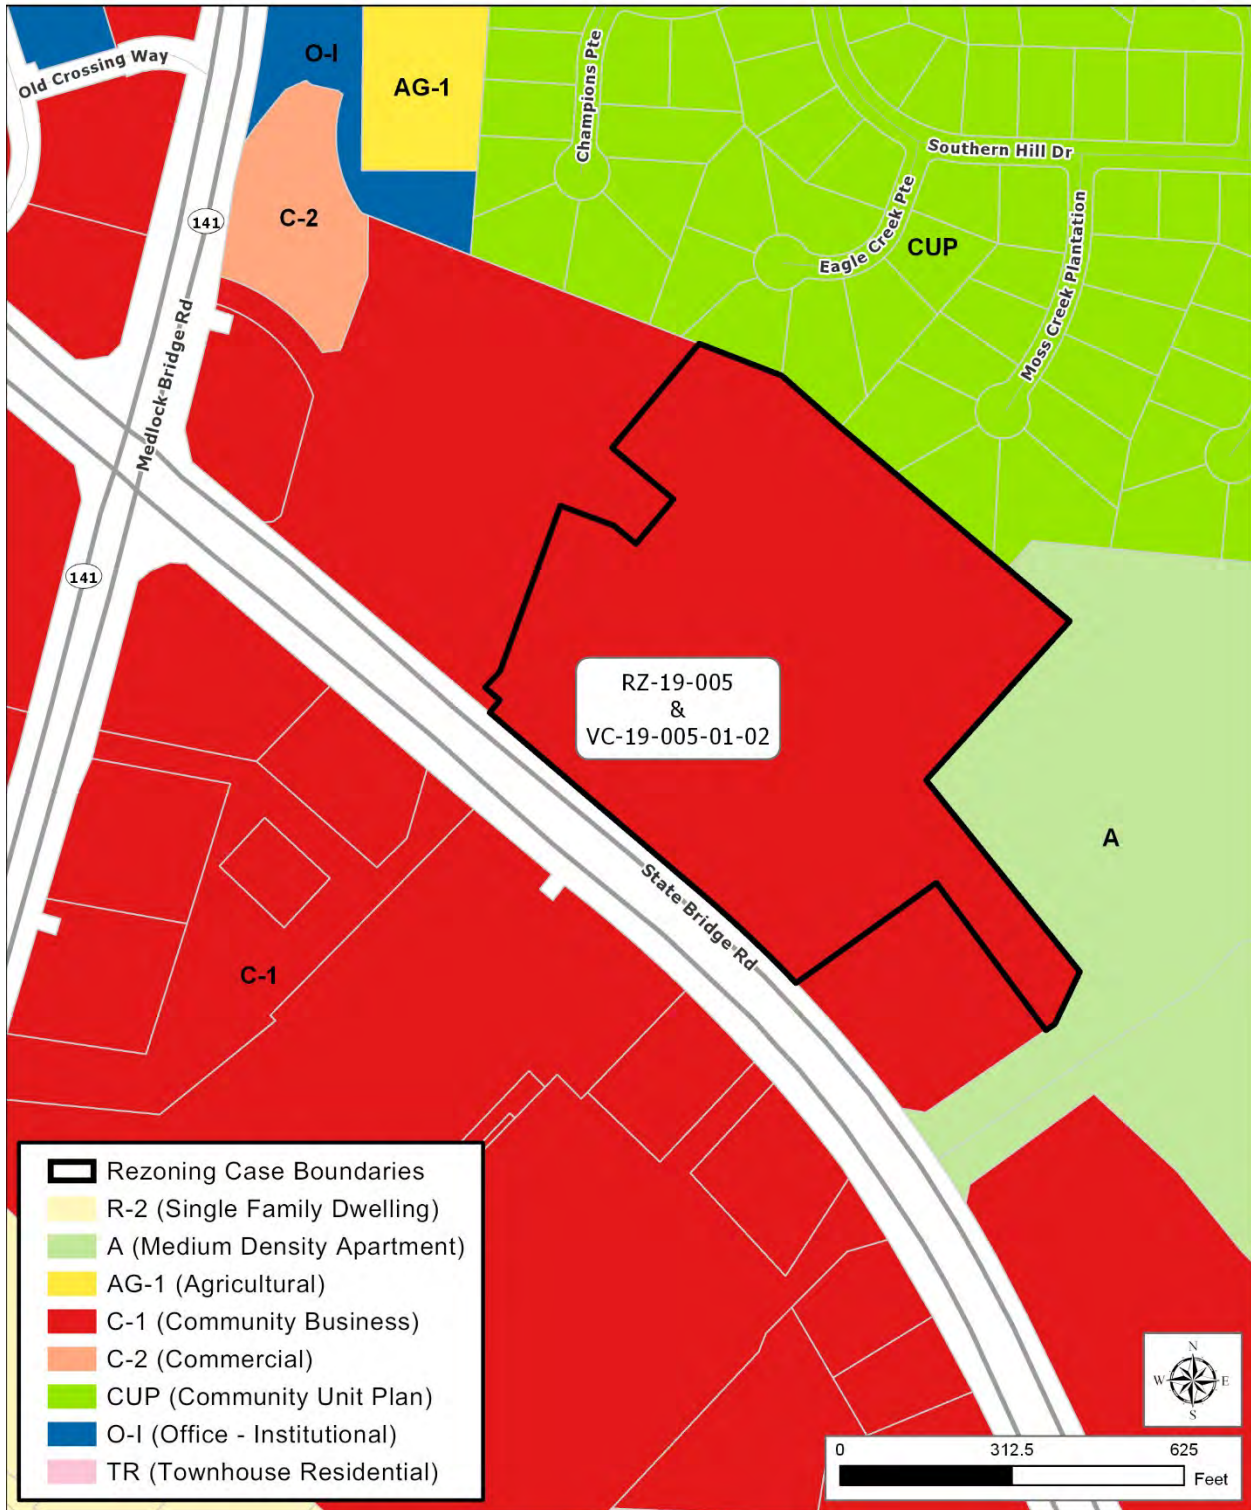 Old Crossing Way
O-I
AG-1
Champions Pte
Southern Hill Dr
141
C-2
Eagle Creek Pte
CUP
Moss Creek Plantation
Medlock Bridge Rd
141
RZ-19-005
&
VC-19-005-01-02
A
State Bridge Rd
C-1
Rezoning Case Boundaries
R-2 (Single Family Dwelling)
A (Medium Density Apartment)
AG-1 (Agricultural)
C-1 (Community Business)
C-2 (Commercial)
CUP (Community Unit Plan)
O-I (Office - Institutional)
TR (Townhouse Residential)
N
W E
S
0 312.5 625
Feet